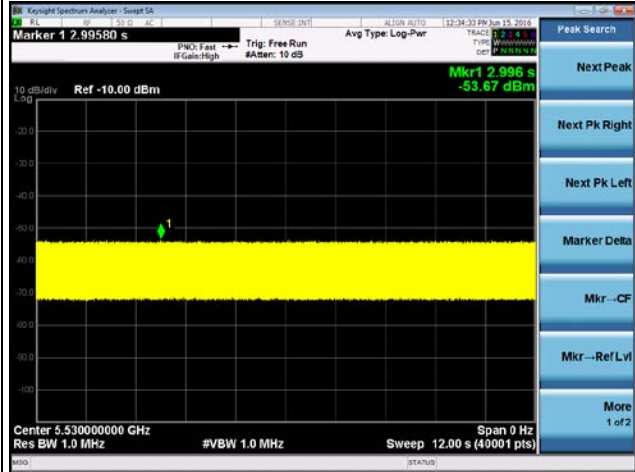 Keysight Spectrum Analyzer - Swept SA
RL RF 50 Ω AC SENSE:INT ALIGN AUTO 12:34:33 PM Jun 15, 2016
Marker 1 2.99580 s
PNO: Fast Trig: Free Run
IFGain:High #Atten: 10 dB
Avg Type: Log-Pwr
TRACE 1 2 3 4 5 6
TYPE WWWWWW
DET P N N N N N
Peak Search
Mkr1 2.996 s
-53.67 dBm
10 dB/div Ref -10.00 dBm
Log
-20.0
-30.0
-40.0
-50.0
-60.0
-70.0
-80.0
-90.0
-100
1
Center 5.530000000 GHz Span 0 Hz
Res BW 1.0 MHz #VBW 1.0 MHz Sweep 12.00 s (40001 pts)
MSG STATUS
Next Peak
Next Pk Right
Next Pk Left
Marker Delta
Mkr→CF
Mkr→Ref Lvl
More
1 of 2